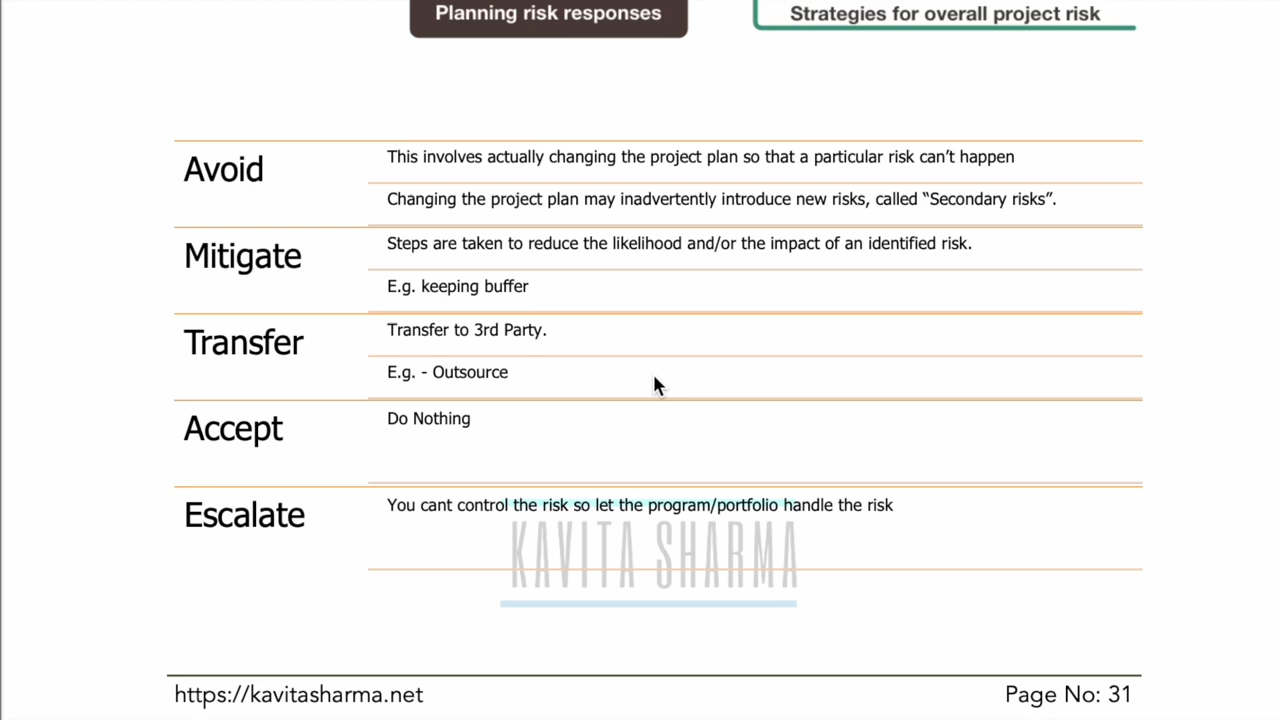 Planning risk responses
Strategies for overall project risk
Avoid
This involves actually changing the project plan so that a particular risk can’t happen
Changing the project plan may inadvertently introduce new risks, called “Secondary risks”.
Mitigate
Steps are taken to reduce the likelihood and/or the impact of an identified risk.
E.g. keeping buffer
Transfer
Transfer to 3rd Party.
E.g. - Outsource
Accept
Do Nothing
Escalate
You cant control the risk so let the program/portfolio handle the risk
KAVITA SHARMA
https://kavitasharma.net
Page No: 31